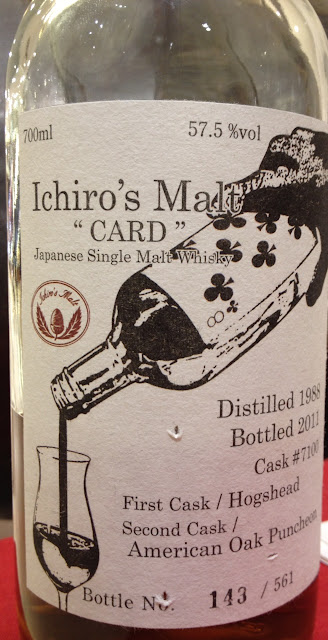 700ml 57.5 %vol
Ichiro's Malt
" CARD "
Japanese Single Malt Whisky
Ichiro's Malt
8
Distilled 1988
Bottled 2011
Cask #7100
First Cask / Hogshead
Second Cask /
American Oak Puncheon
Bottle No. 143 / 561